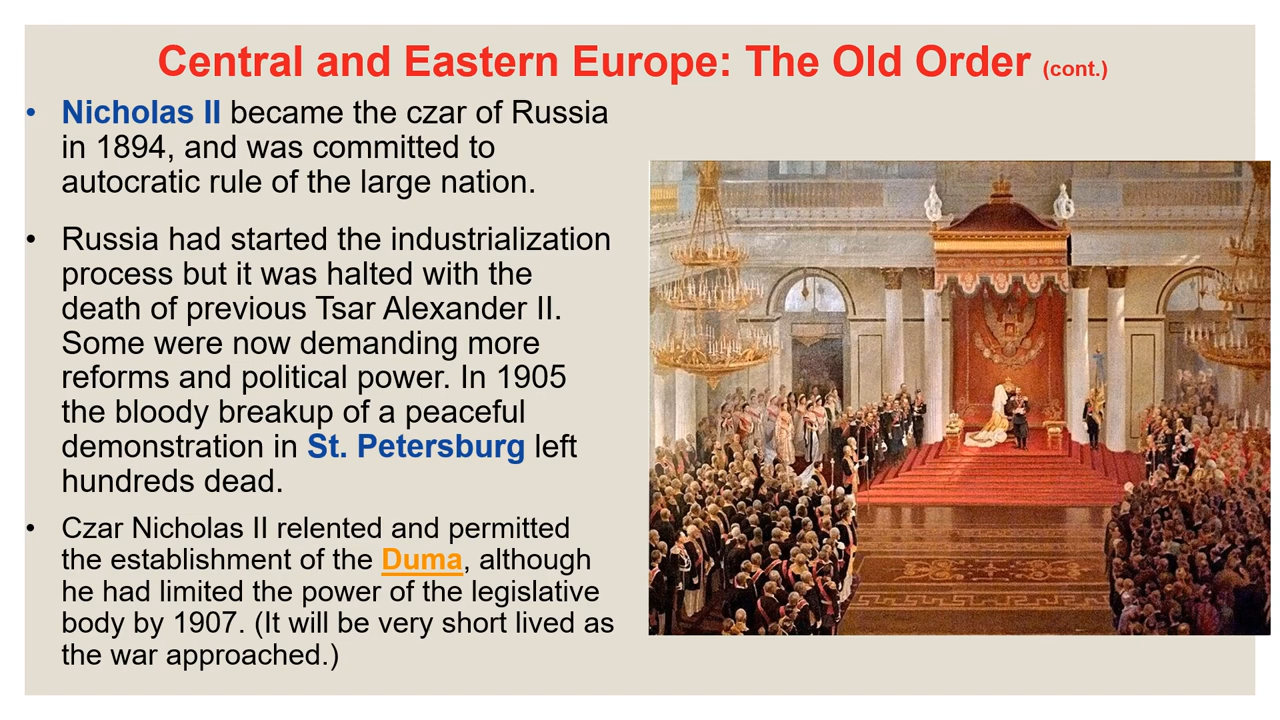 Central and Eastern Europe: The Old Order (cont.)
• Nicholas II became the czar of Russia
in 1894, and was committed to
autocratic rule of the large nation.
• Russia had started the industrialization
process but it was halted with the
death of previous Tsar Alexander II.
Some were now demanding more
reforms and political power. In 1905
the bloody breakup of a peaceful
demonstration in St. Petersburg left
hundreds dead.
• Czar Nicholas II relented and permitted
the establishment of the Duma, although
he had limited the power of the legislative
body by 1907. (It will be very short lived as
the war approached.)